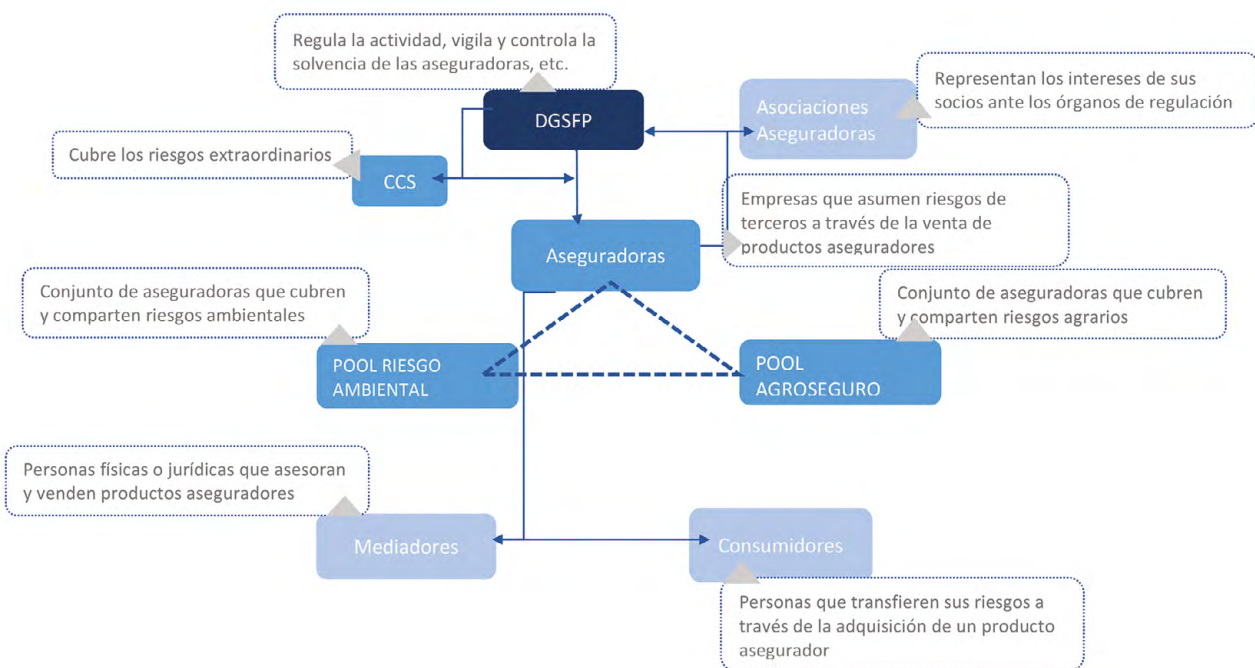 Regula la actividad, vigila y controla la
solvencia de las aseguradoras, etc.
DGSFP
Asociaciones
Aseguradoras
Representan los intereses de sus
socios ante los órganos de regulación
Cubre los riesgos extraordinarios
CCS
Empresas que asumen riesgos de
terceros a través de la venta de
productos aseguradores
Aseguradoras
Conjunto de aseguradoras que cubren
y comparten riesgos ambientales
Conjunto de aseguradoras que cubren
y comparten riesgos agrarios
POOL RIESGO
AMBIENTAL
POOL
AGROSEGURO
Personas físicas o jurídicas que asesoran
y venden productos aseguradores
Mediadores
Consumidores
Personas que transfieren sus riesgos a
través de la adquisición de un producto
asegurador